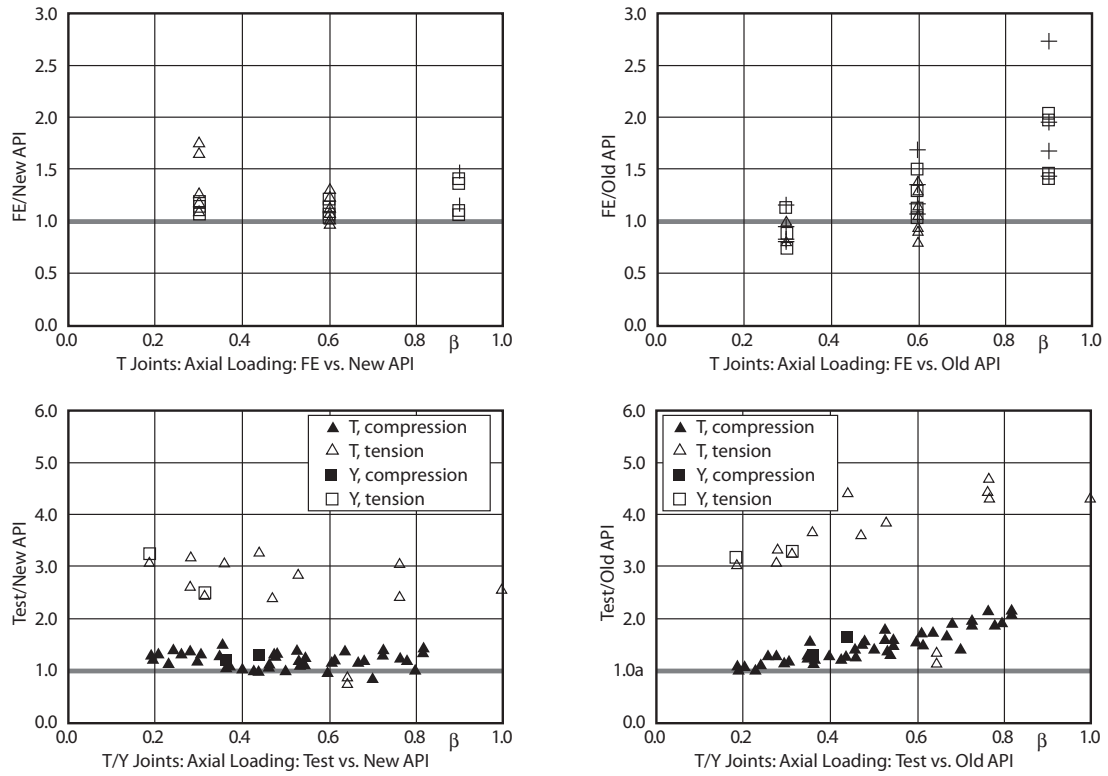 3.0
2.5
2.0
1.5
1.0
0.5
0.0
FE/New API
0.0 0.2 0.4 0.6 0.8 β 1.0
T Joints: Axial Loading: FE vs. New API
3.0
2.5
2.0
1.5
1.0
0.5
0.0
FE/Old API
0.0 0.2 0.4 0.6 0.8 β 1.0
T Joints: Axial Loading: FE vs. Old API
6.0
5.0
4.0
3.0
2.0
1.0
0.0
Test/New API
T, compression
T, tension
Y, compression
Y, tension
0.0 0.2 0.4 0.6 0.8 β 1.0
T/Y Joints: Axial Loading: Test vs. New API
6.0
5.0
4.0
3.0
2.0
1.0a
0.0
Test/Old API
T, compression
T, tension
Y, compression
Y, tension
0.0 0.2 0.4 0.6 0.8 β 1.0
T/Y Joints: Axial Loading: Test vs. Old API